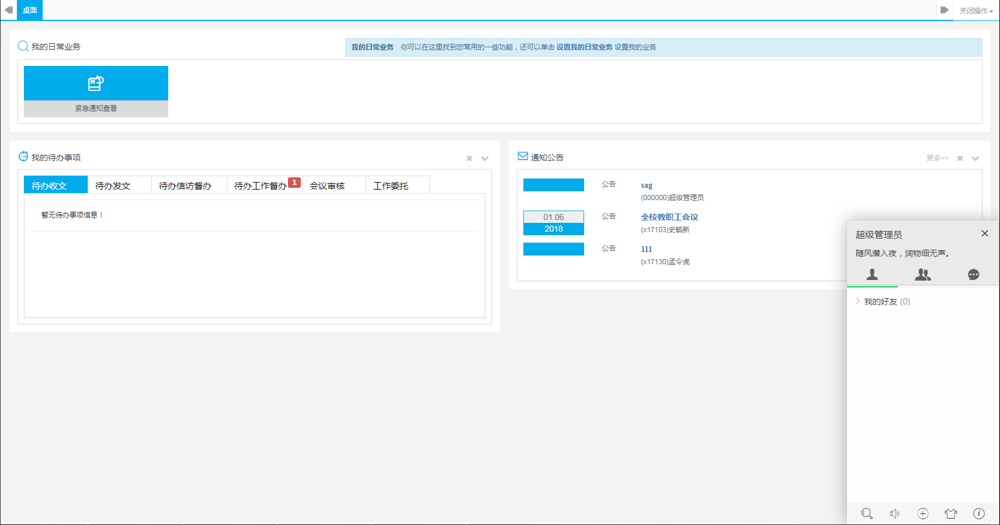 桌面
关闭操作
我的日常业务
我的日常业务 你可以在这里找到您常用的一些功能，还可以单击 设置我的日常业务 设置我的业务
紧急通知查看
我的待办事项
待办收文 待办发文 待办信访督办 待办工作督办 1 会议审核 工作委托
暂无待办事项信息！
通知公告
更多>>
公告 sag
(000000)超级管理员
01.06
2018
公告 全校教职工会议
(x17103)史毓新
公告 111
(x17130)孟令虎
超级管理员
随风潜入夜，润物细无声。
我的好友 (0)